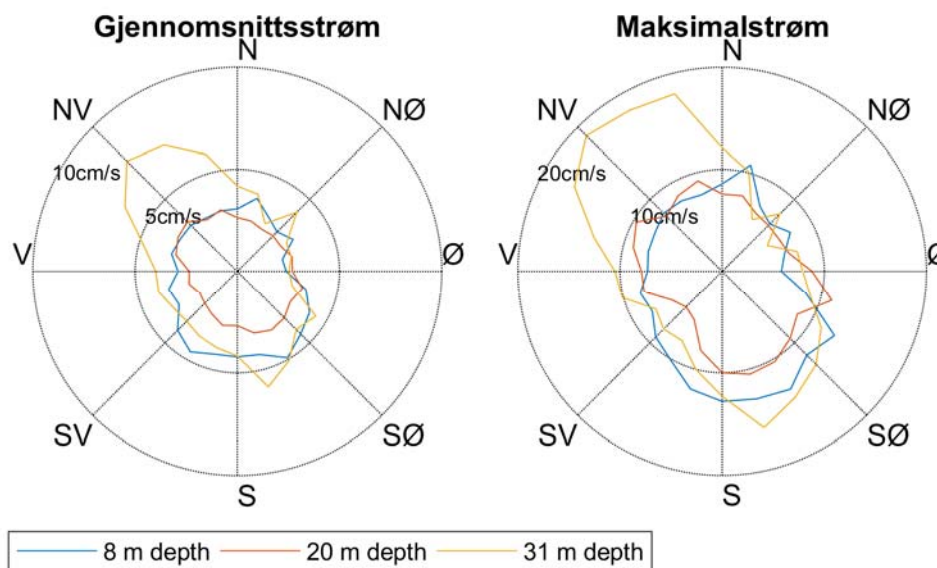 Gjennomsnittsstrøm
N
NV
NØ
10cm/s
5cm/s
V
Ø
SV
SØ
S
Maksimalstrøm
N
NV
NØ
20cm/s
10cm/s
V
Ø
SV
SØ
S
8 m depth
20 m depth
31 m depth